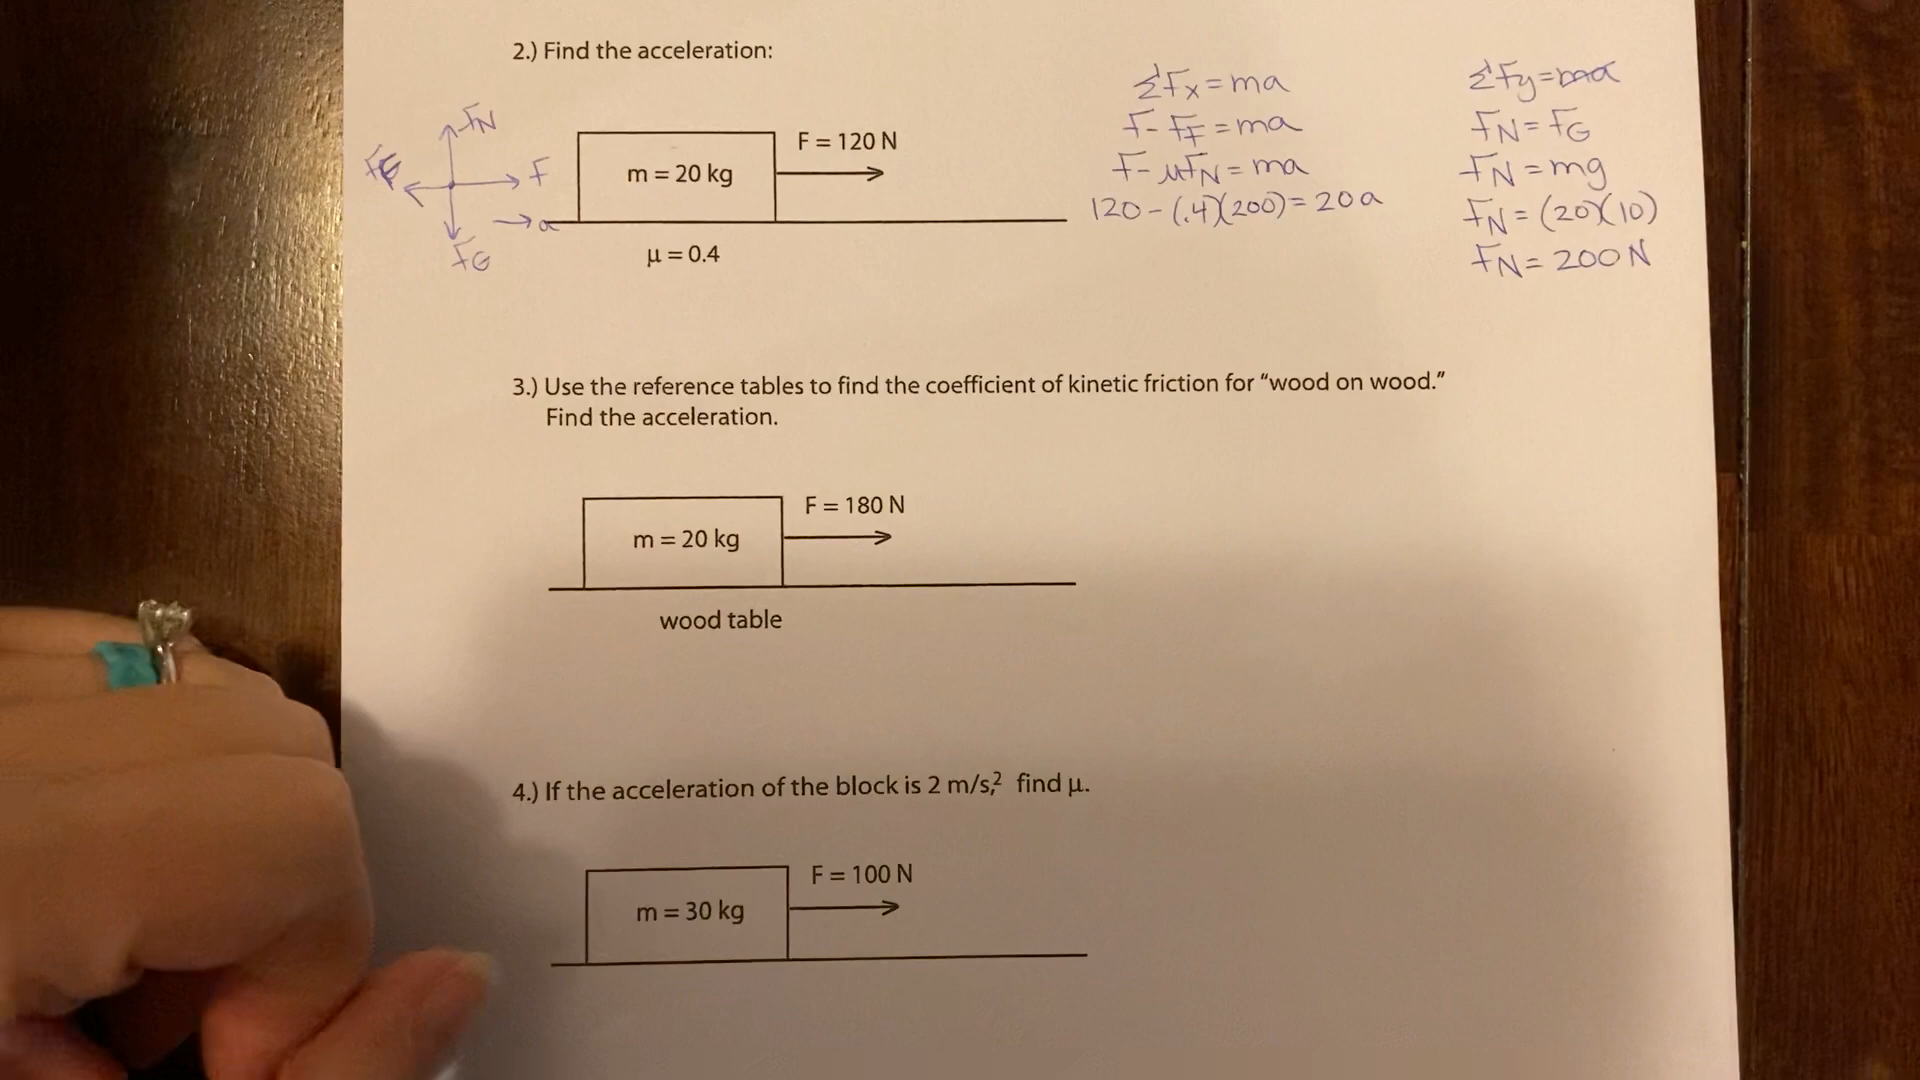 2.) Find the acceleration:
FN
FF
F
a
FG
m = 20 kg
F = 120 N
μ = 0.4
ΣFx = ma
F - FF = ma
F - μFN = ma
120 - (.4)(200) = 20a
ΣFy = ma
FN = FG
FN = mg
FN = (20)(10)
FN = 200 N
3.) Use the reference tables to find the coefficient of kinetic friction for “wood on wood.”
Find the acceleration.
F = 180 N
m = 20 kg
wood table
4.) If the acceleration of the block is 2 m/s,² find μ.
F = 100 N
m = 30 kg